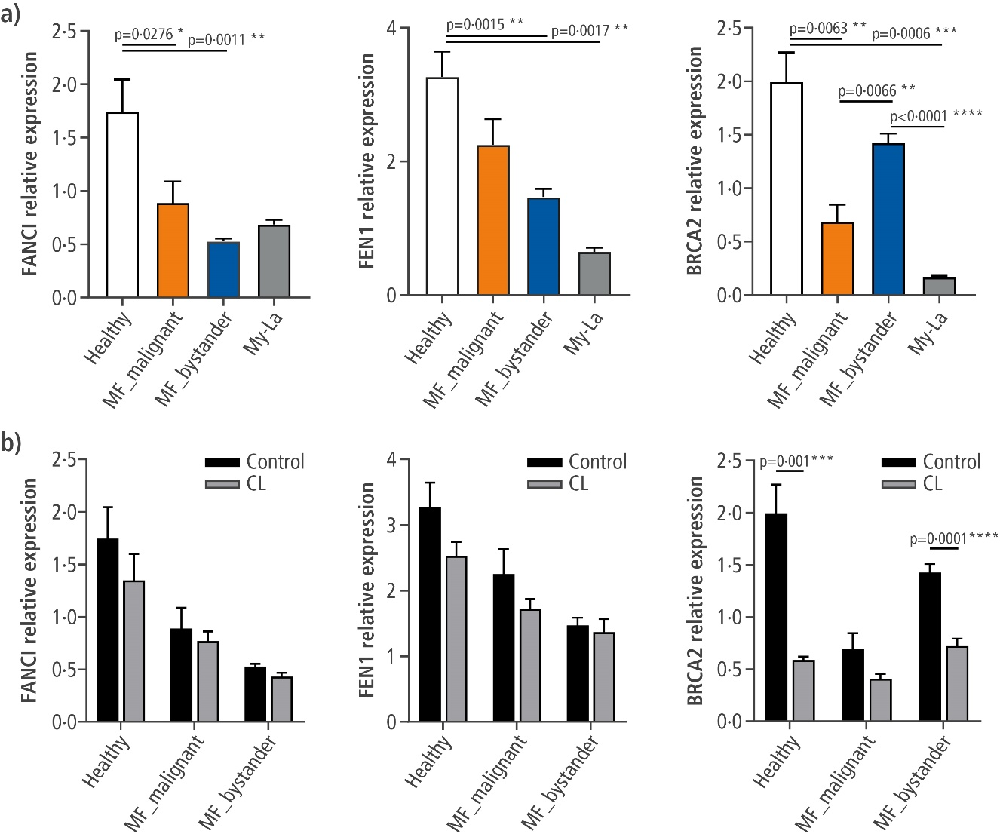 a)
FANCI relative expression
2·5
2·0
1·5
1·0
0·5
0·0
p=0·0276 *
p=0·0011 **
Healthy
MF_malignant
MF_bystander
My-La
FEN1 relative expression
4
2
0
p=0·0015 **
p=0·0017 **
Healthy
MF_malignant
MF_bystander
My-La
BRCA2 relative expression
2·5
2·0
1·5
1·0
0·5
0·0
p=0·0063 **
p=0·0006 ***
p=0·0066 **
p<0·0001 ****
Healthy
MF_malignant
MF_bystander
My-La
b)
FANCI relative expression
2·5
2·0
1·5
1·0
0·5
0·0
Control
CL
Healthy
MF_malignant
MF_bystander
FEN1 relative expression
4
3
2
1
0
Control
CL
Healthy
MF_malignant
MF_bystander
BRCA2 relative expression
2·5
2·0
1·5
1·0
0·5
0·0
p=0·001***
p=0·0001****
Control
CL
Healthy
MF_malignant
MF_bystander